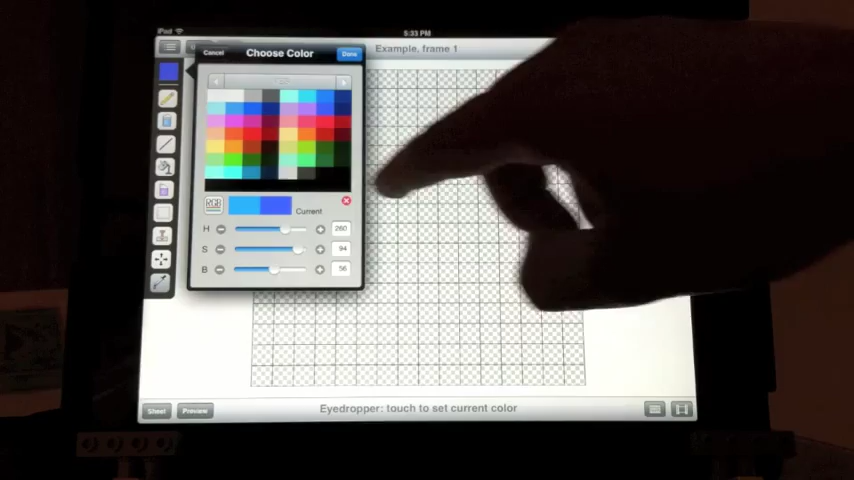 iPad
5:33 PM
Example, frame 1
Cancel
Choose Color
Done
RGB
Current
H
260
S
94
B
56
Sheet
Preview
Eyedropper: touch to set current color